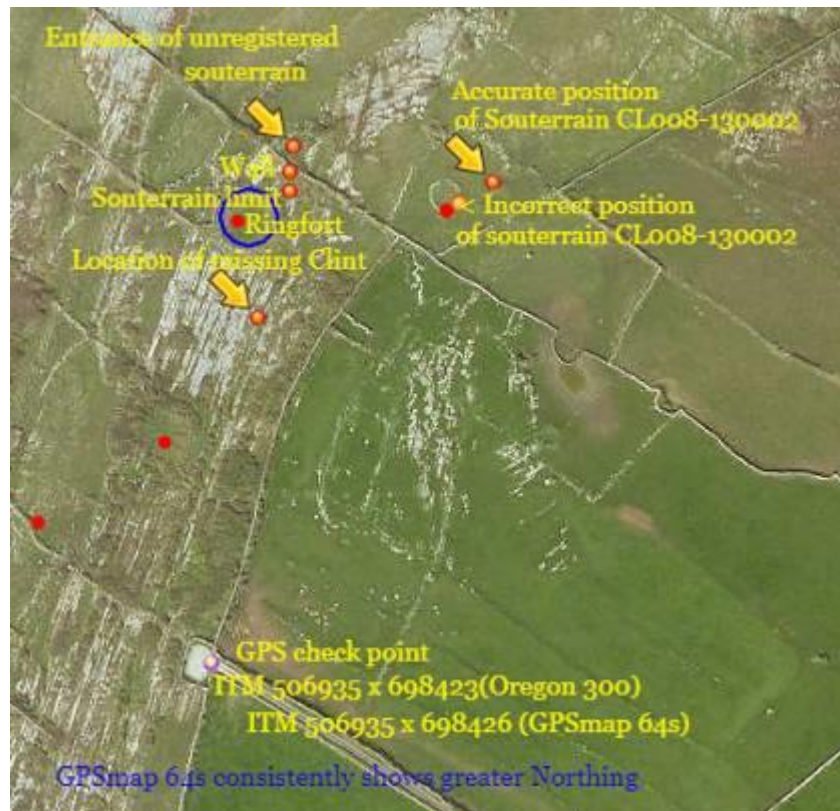 Entrance of unregistered
souterrain
Accurate position
of Souterrain CL008-130002
Well
Souterrain limit
Ringfort
< Incorrect position
of souterrain CL008-130002
Location of missing Clint
GPS check point
ITM 506935 x 698423(Oregon 300)
ITM 506935 x 698426 (GPSmap 64s)
GPSmap 64s consistently shows greater Northing